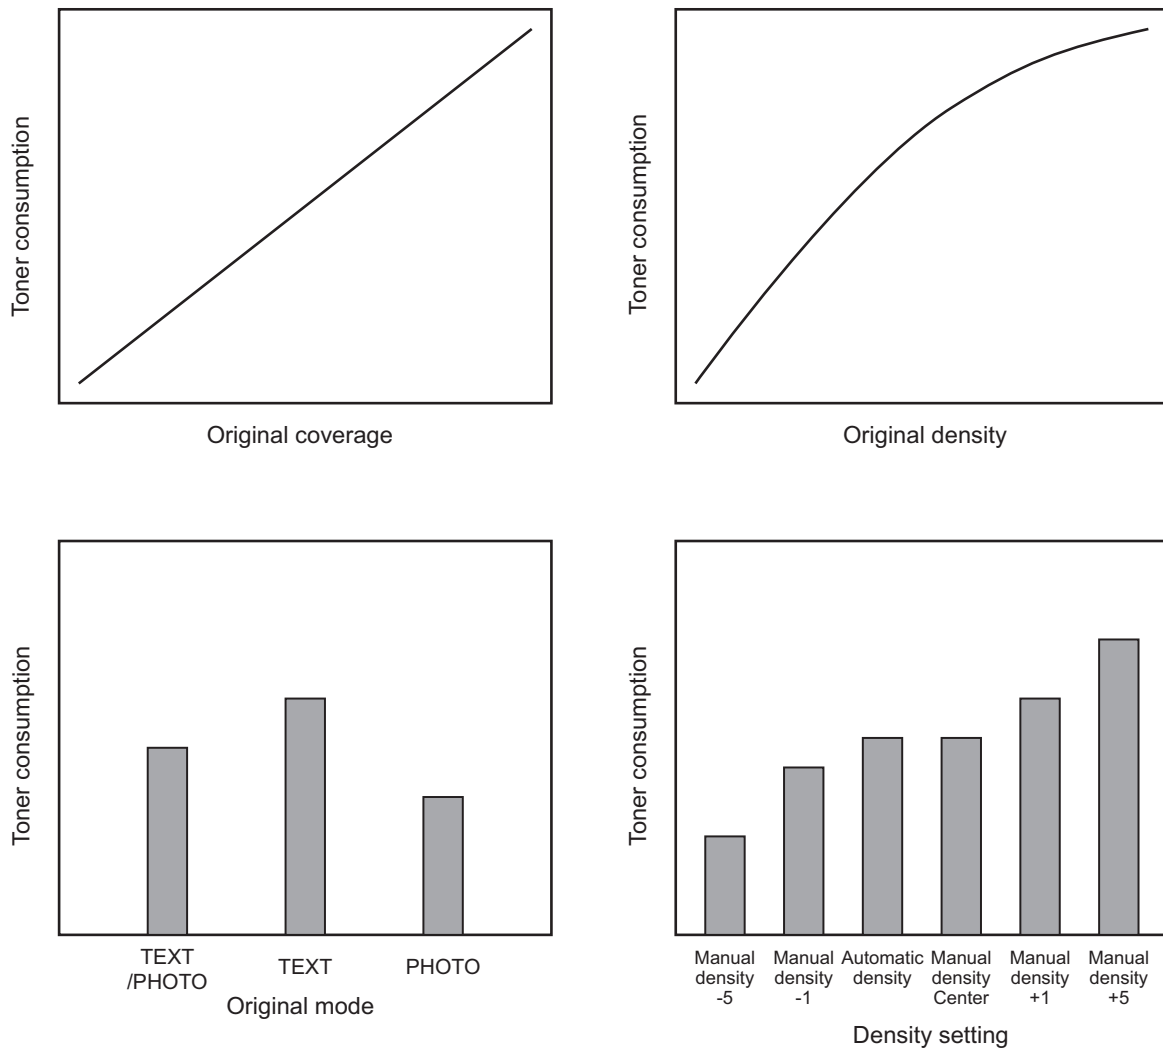 Toner consumption
Original coverage
Toner consumption
Original density
Toner consumption
TEXT
/PHOTO
TEXT
PHOTO
Original mode
Toner consumption
Manual
density
-5
Manual
density
-1
Automatic
density
Manual
density
Center
Manual
density
+1
Manual
density
+5
Density setting